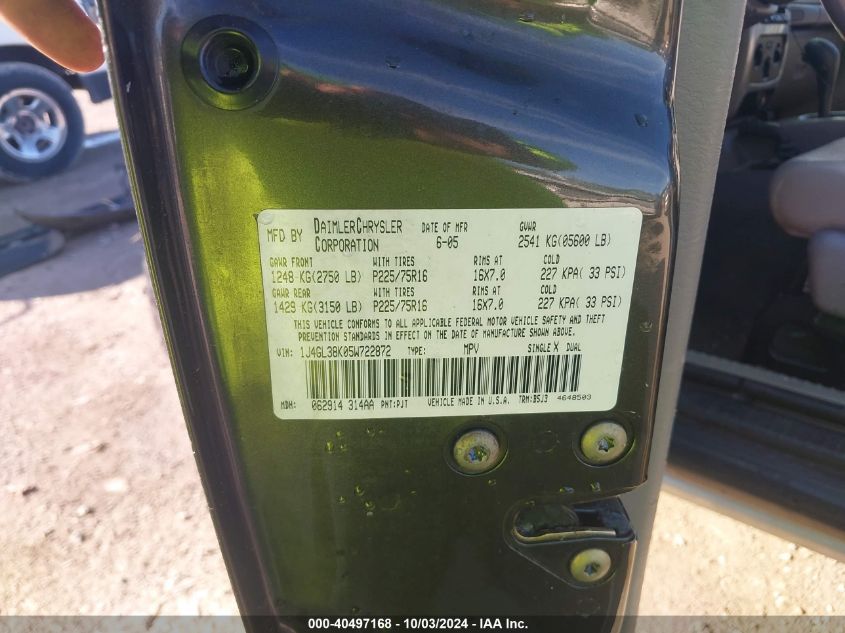 MFD BY DAIMLERCHRYSLER CORPORATION DATE OF MFR 6-05 GVWR 2541 KG(05600 LB)
GAWR FRONT WITH TIRES RIMS AT COLD
1248 KG(2750 LB) P225/75R16 16X7.0 227 KPA( 33 PSI)
GAWR REAR WITH TIRES RIMS AT COLD
1429 KG(3150 LB) P225/75R16 16X7.0 227 KPA( 33 PSI)
THIS VEHICLE CONFORMS TO ALL APPLICABLE FEDERAL MOTOR VEHICLE SAFETY AND THEFT
PREVENTION STANDARDS IN EFFECT ON THE DATE OF MANUFACTURE SHOWN ABOVE.
VIN: 1J4GL38K05W722872 TYPE: MPV SINGLE X DUAL
MDH: 062914 314AA PNT:PJT VEHICLE MADE IN U.S.A. TRM:B5J3 4648503
000-40497168 - 10/03/2024 - IAA Inc.